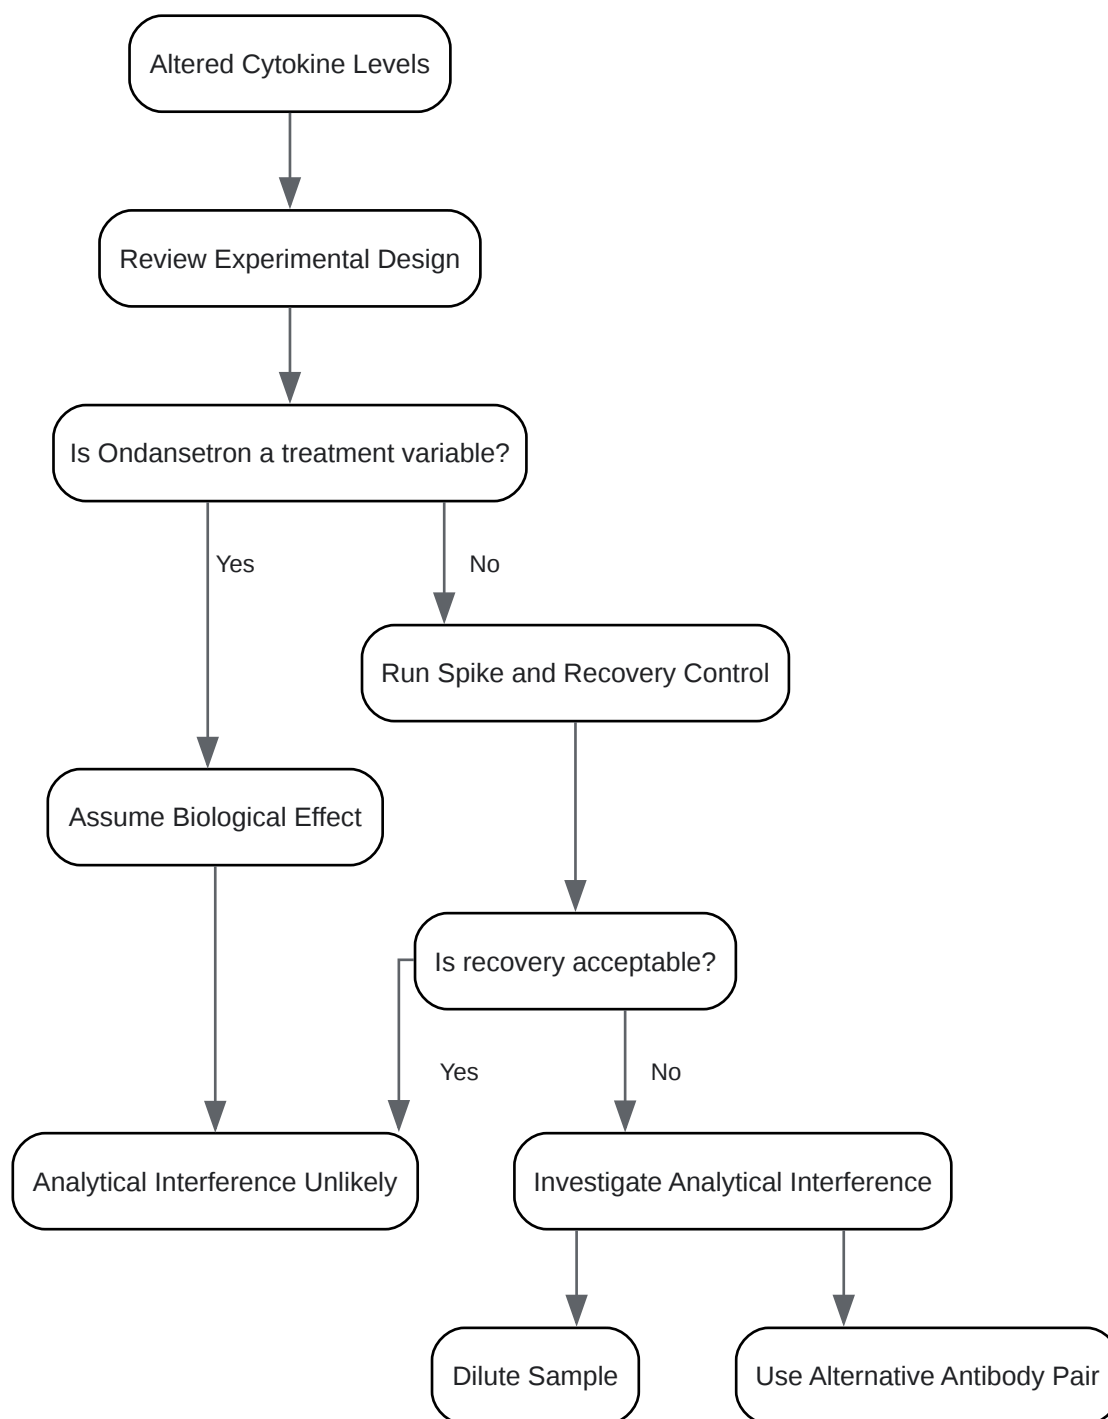 Altered Cytokine Levels
Review Experimental Design
Is Ondansetron a treatment variable?
Yes
No
Run Spike and Recovery Control
Assume Biological Effect
Is recovery acceptable?
Yes
No
Analytical Interference Unlikely
Investigate Analytical Interference
Dilute Sample
Use Alternative Antibody Pair